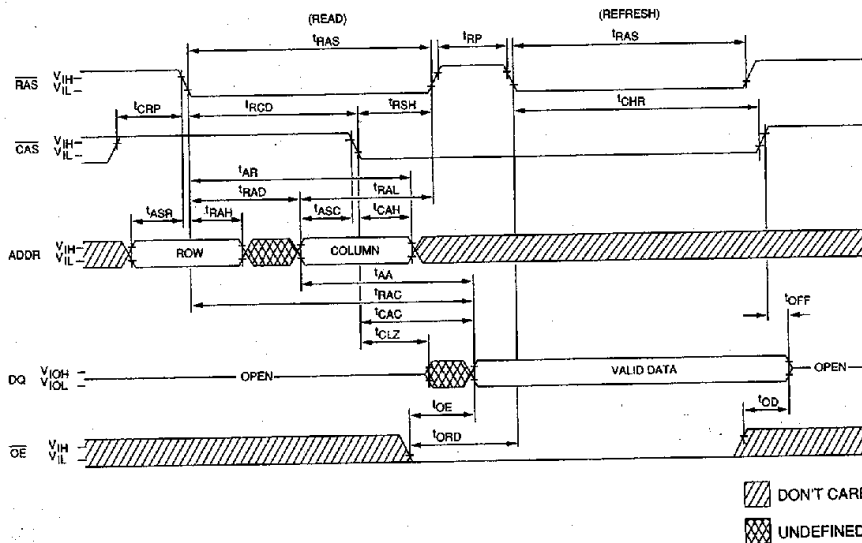 (READ) (REFRESH)
tRAS tRP tRAS
RAS VIH
VIL
tCRP tRCD tRSH tCHR
CAS VIH
VIL
tAR
tRAD tRAL
tASR tRAH tASC tCAH
ADDR VIH
VIL
ROW COLUMN
tAA
tRAC
tCAC tOFF
tCLZ
DQ VIOH
VIOL
OPEN VALID DATA OPEN
tOE tOD
tORD
OE VIH
VIL
DON'T CARE
UNDEFINED